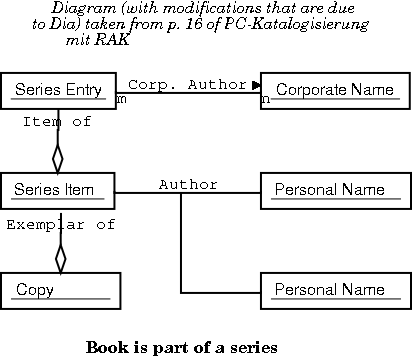 Diagram (with modifications that are due
to Dia) taken from p. 16 of PC-Katalogisierung
mit RAK
Series Entry
Corp. Author
m
n
Corporate Name
Item of
Series Item
Author
Personal Name
Exemplar of
Copy
Personal Name
Book is part of a series